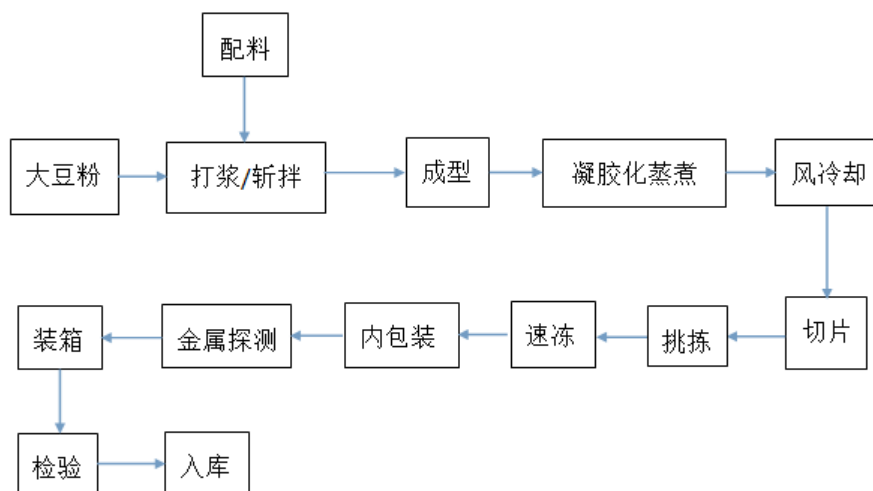 配料
大豆粉
打浆/斩拌
成型
凝胶化蒸煮
风冷却
切片
挑拣
速冻
内包装
金属探测
装箱
检验
入库